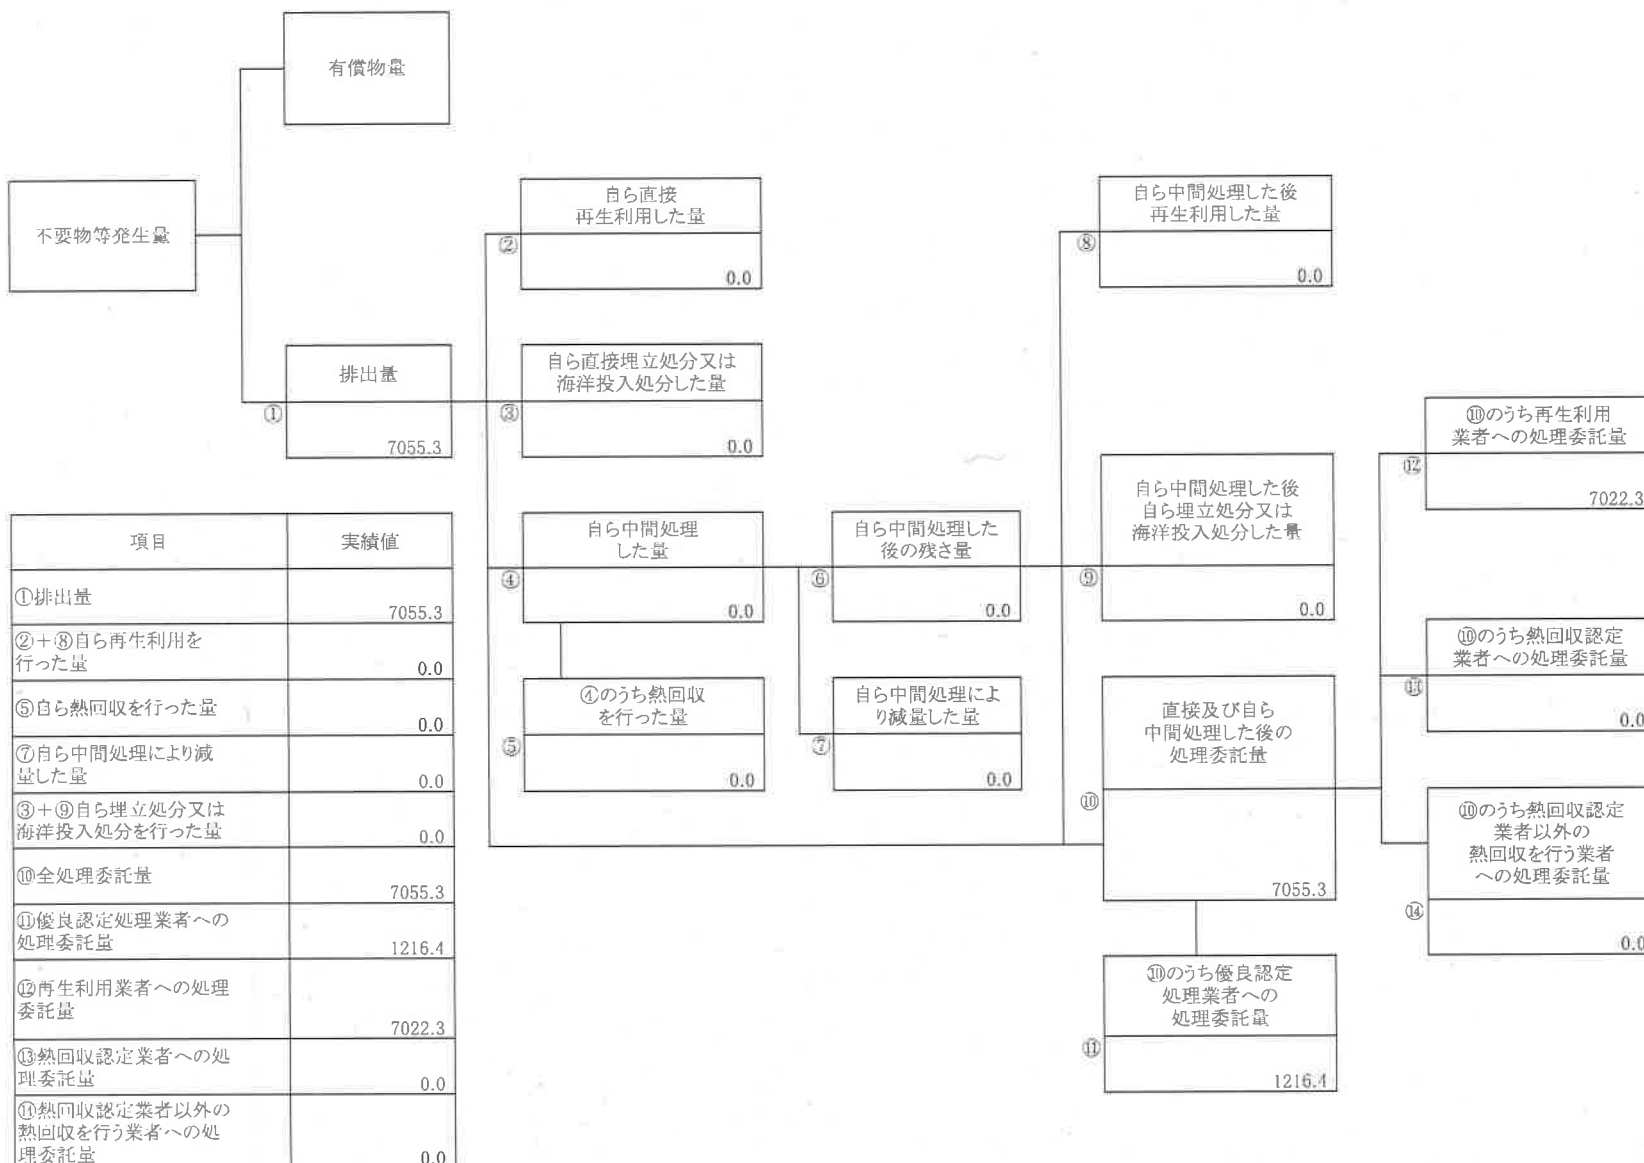 有償物量
不要物等発生量
自ら直接
再生利用した量
②
0.0
自ら中間処理した後
再生利用した量
⑧
0.0
排出量
①
7055.3
自ら直接埋立処分又は
海洋投入処分した量
③
0.0
⑩のうち再生利用
業者への処理委託量
⑫
7022.3
自ら中間処理
した量
④
0.0
自ら中間処理した
後の残さ量
⑥
0.0
自ら中間処理した後
自ら埋立処分又は
海洋投入処分した量
⑨
0.0
⑩のうち熱回収認定
業者への処理委託量
⑬
0.0
④のうち熱回収
を行った量
⑤
0.0
自ら中間処理によ
り減量した量
⑦
0.0
直接及び自ら
中間処理した後の
処理委託量
⑩
7055.3
⑩のうち熱回収認定
業者以外の
熱回収を行う業者
への処理委託量
⑭
0.0
⑩のうち優良認定
処理業者への
処理委託量
⑪
1216.4
項目 実績値
①排出量
7055.3
②+⑧自ら再生利用を
行った量
0.0
⑤自ら熱回収を行った量
0.0
⑦自ら中間処理により減
量した量
0.0
③+⑨自ら埋立処分又は
海洋投入処分を行った量
0.0
⑩全処理委託量
7055.3
⑪優良認定処理業者への
処理委託量
1216.4
⑫再生利用業者への処理
委託量
7022.3
⑬熱回収認定業者への処
理委託量
0.0
⑭熱回収認定業者以外の
熱回収を行う業者への処
理委託量
0.0